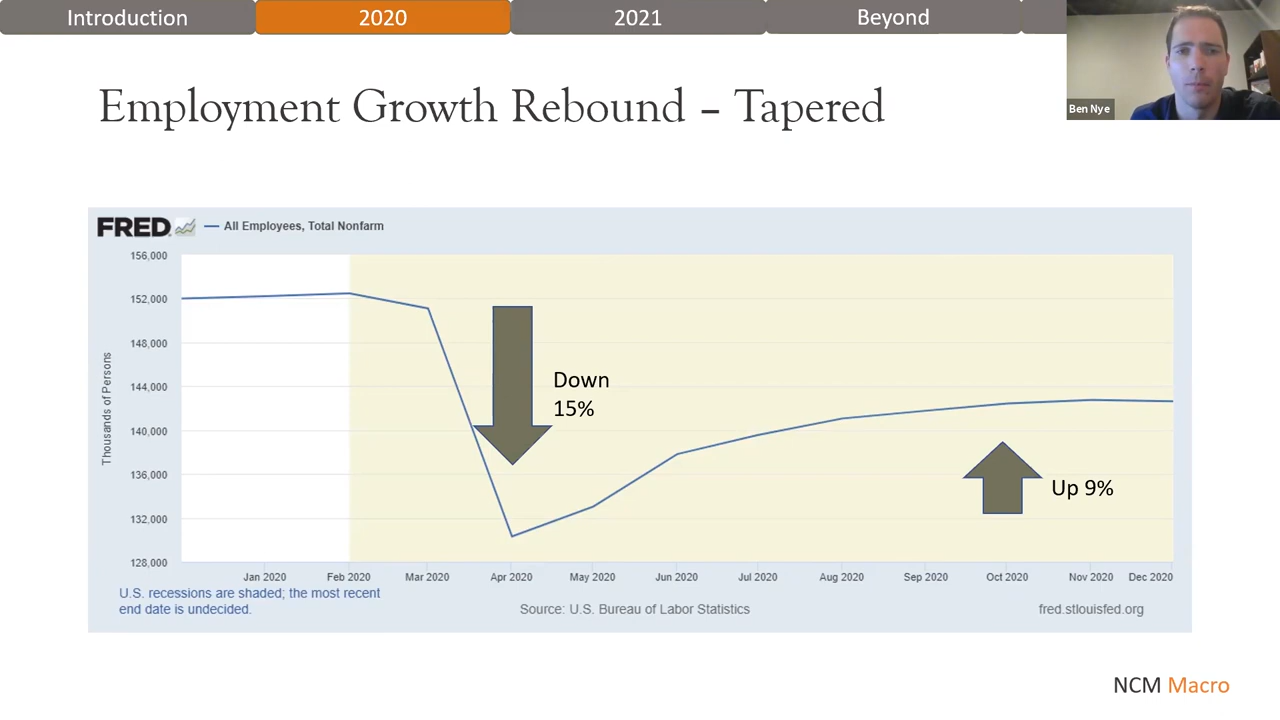 Introduction
2020
2021
Beyond
Ben Nye
Employment Growth Rebound – Tapered
FRED
All Employees, Total Nonfarm
156,000
152,000
148,000
144,000
140,000
136,000
132,000
128,000
Thousands of Persons
Down
15%
Up 9%
Jan 2020
Feb 2020
Mar 2020
Apr 2020
May 2020
Jun 2020
Jul 2020
Aug 2020
Sep 2020
Oct 2020
Nov 2020
Dec 2020
U.S. recessions are shaded; the most recent
end date is undecided.
Source: U.S. Bureau of Labor Statistics
fred.stlouisfed.org
NCM Macro